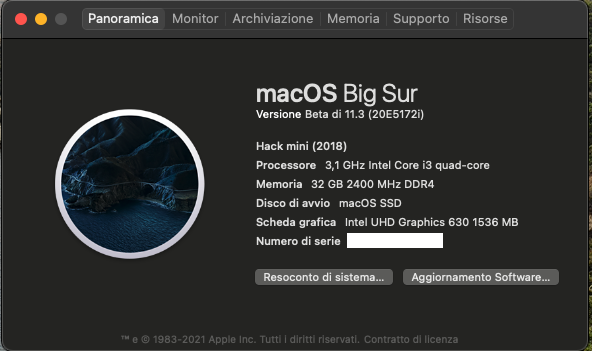 Panoramica Monitor Archiviazione Memoria Supporto Risorse
macOS Big Sur
Versione Beta di 11.3 (20E5172i)
Hack mini (2018)
Processore 3,1 GHz Intel Core i3 quad-core
Memoria 32 GB 2400 MHz DDR4
Disco di avvio macOS SSD
Scheda grafica Intel UHD Graphics 630 1536 MB
Numero di serie
Resoconto di sistema... Aggiornamento Software...
™ e © 1983-2021 Apple Inc. Tutti i diritti riservati. Contratto di licenza